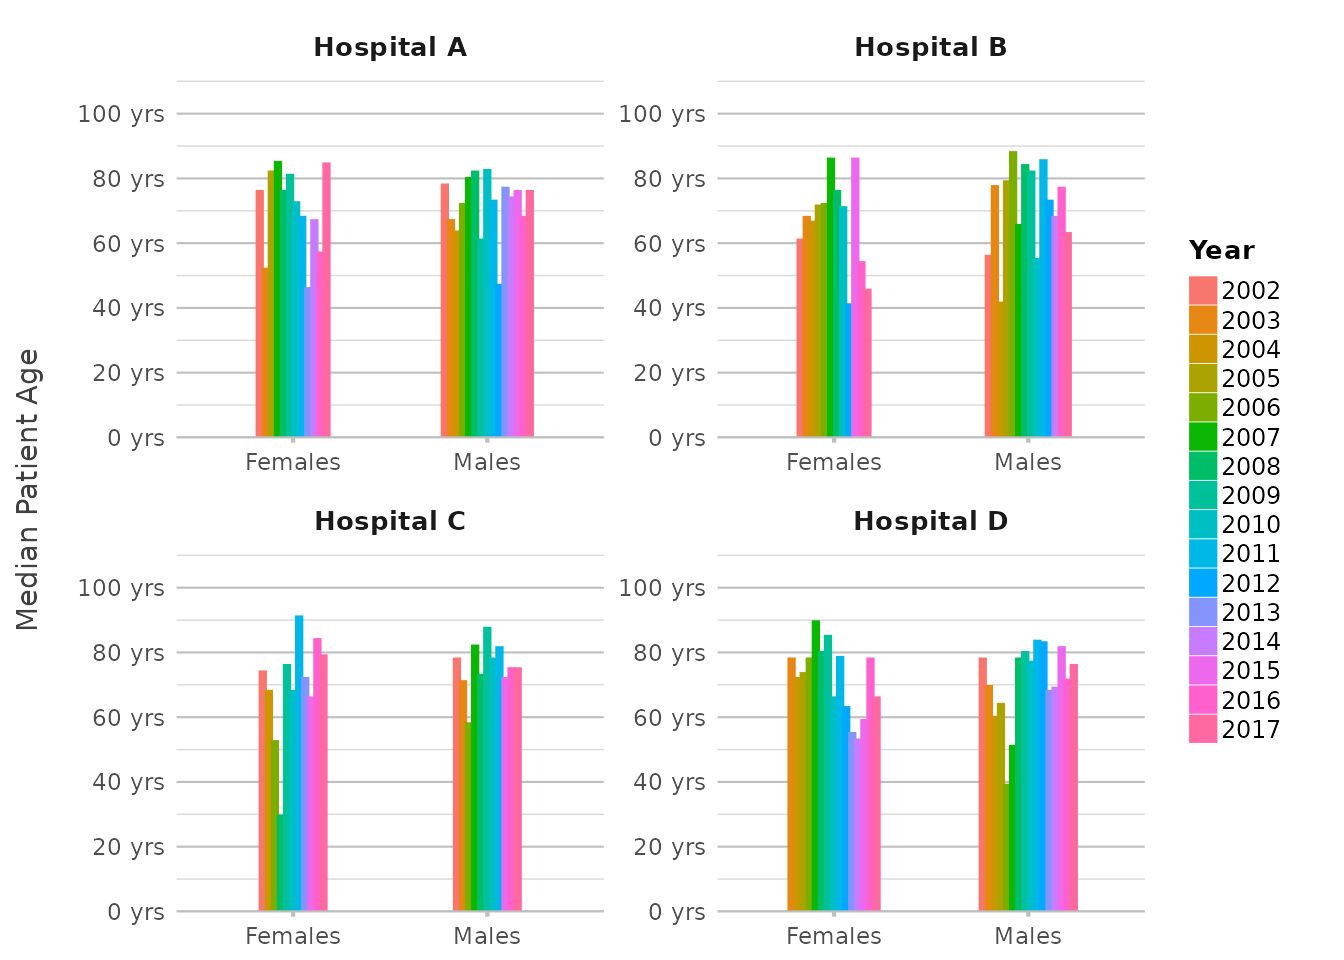 Hospital A
Hospital B
100 yrs
80 yrs
60 yrs
40 yrs
20 yrs
0 yrs
Females
Males
100 yrs
80 yrs
60 yrs
40 yrs
20 yrs
0 yrs
Females
Males
Hospital C
Hospital D
100 yrs
80 yrs
60 yrs
40 yrs
20 yrs
0 yrs
Females
Males
100 yrs
80 yrs
60 yrs
40 yrs
20 yrs
0 yrs
Females
Males
Median Patient Age
Year
2002
2003
2004
2005
2006
2007
2008
2009
2010
2011
2012
2013
2014
2015
2016
2017